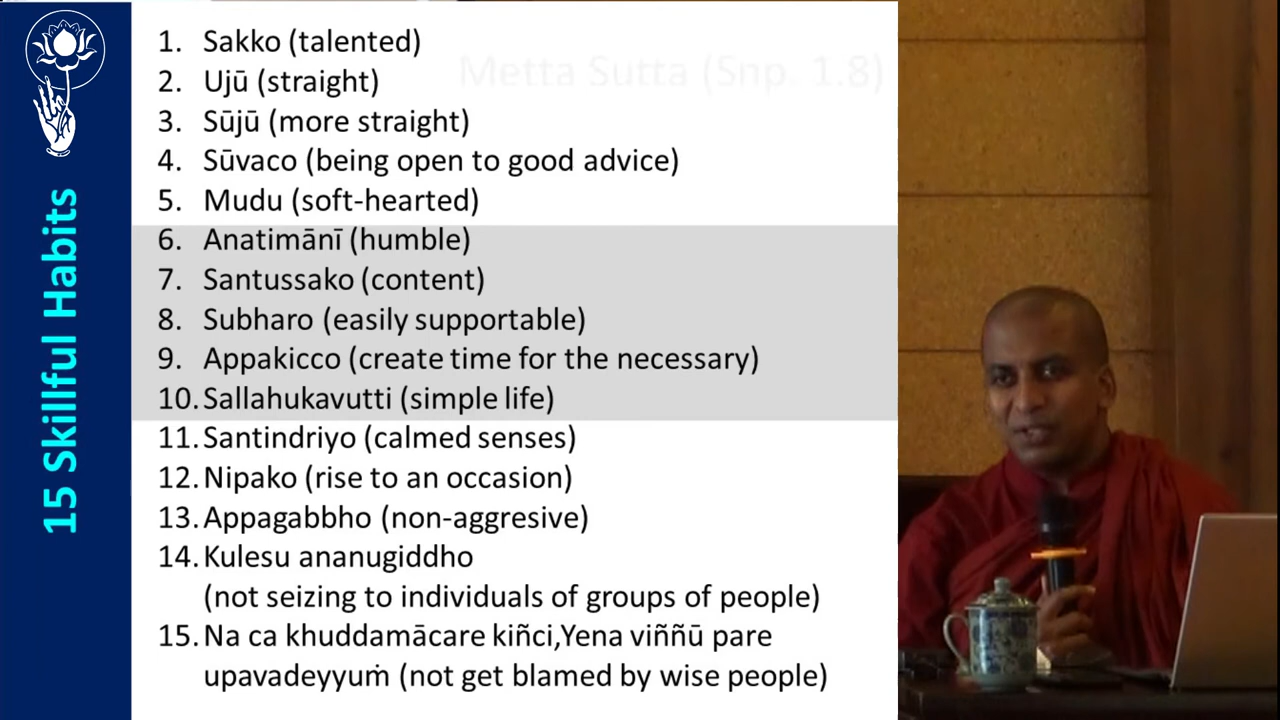 Metta Sutta (Snp. 1.8)
15 Skillful Habits
1. Sakko (talented)
2. Ujū (straight)
3. Sūjū (more straight)
4. Sūvaco (being open to good advice)
5. Mudu (soft-hearted)
6. Anatimānī (humble)
7. Santussako (content)
8. Subharo (easily supportable)
9. Appakicco (create time for the necessary)
10. Sallahukavutti (simple life)
11. Santindriyo (calmed senses)
12. Nipako (rise to an occasion)
13. Appagabbho (non-aggresive)
14. Kulesu ananugiddho
(not seizing to individuals of groups of people)
15. Na ca khuddamācare kiñci,Yena viññū pare
upavadeyyuṁ (not get blamed by wise people)